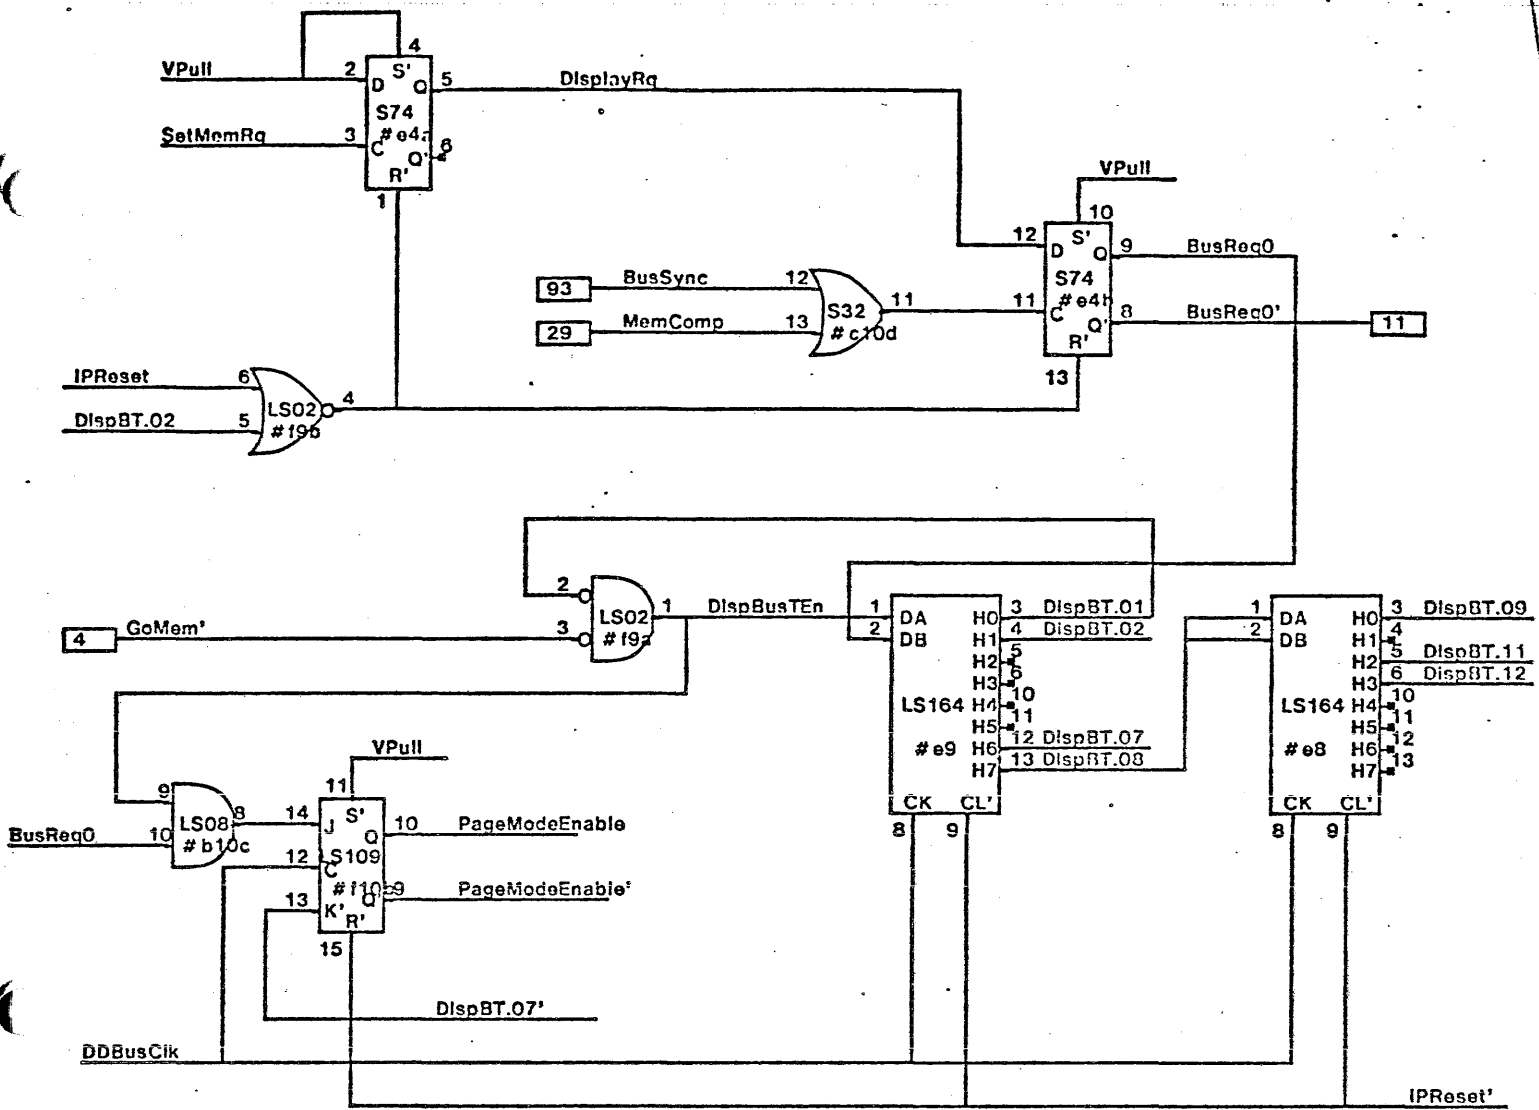 VPull 2 4 S' D Q 5 DisplayRq
S74
SetMemRq 3 C #e4a Q' 6
R'
1
VPull
10
12 D S' Q 9 BusReq0
S74
93 BusSync 12 11 11 C #e4b
S32
29 MemComp 13 #c10d Q' 8 BusReq0' 11
R'
13
IPReset 6 4
LS02
DispBT.02 5 #f9b
2
LS02 1 DispBusTEn
4 GoMem' 3 #f9a
1 DA H0 3 DispBT.01
2 DB H1 4 DispBT.02
H2 5
H3 6
LS164 H4 10
H5 11
#e9 H6 12 DispBT.07
H7 13 DispBT.08
CK CL'
8 9
1 DA H0 3 DispBT.09
2 DB H1 4
H2 5 DispBT.11
H3 6 DispBT.12
LS164 H4 10
H5 11
#e8 H6 12
H7 13
CK CL'
8 9
VPull
11
9
LS08 8 14 J S' Q 10 PageModeEnable
BusReq0 10 #b10c
12 C S109
Q' 9 PageModeEnable'
13 K' R'
15
DispBT.07'
DDBusClk
IPReset'